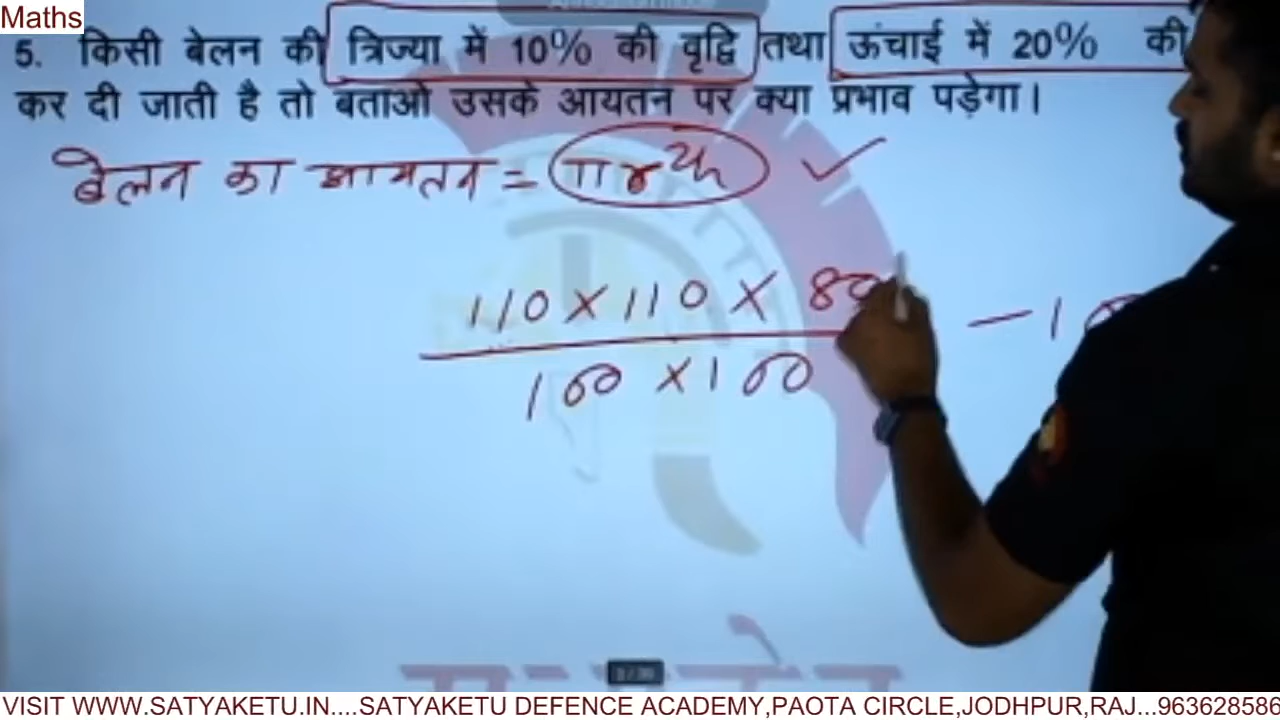 Maths
5. किसी बेलन की त्रिज्या में 10% की वृद्वि तथा ऊंचाई में 20% की
कर दी जाती है तो बताओ उसके आयतन पर क्या प्रभाव पड़ेगा।
बेलन का आयतन = πr²h ✓
110 × 110 × 80 - 10
100 × 100
VISIT WWW.SATYAKETU.IN....SATYAKETU DEFENCE ACADEMY,PAOTA CIRCLE,JODHPUR,RAJ...963628586